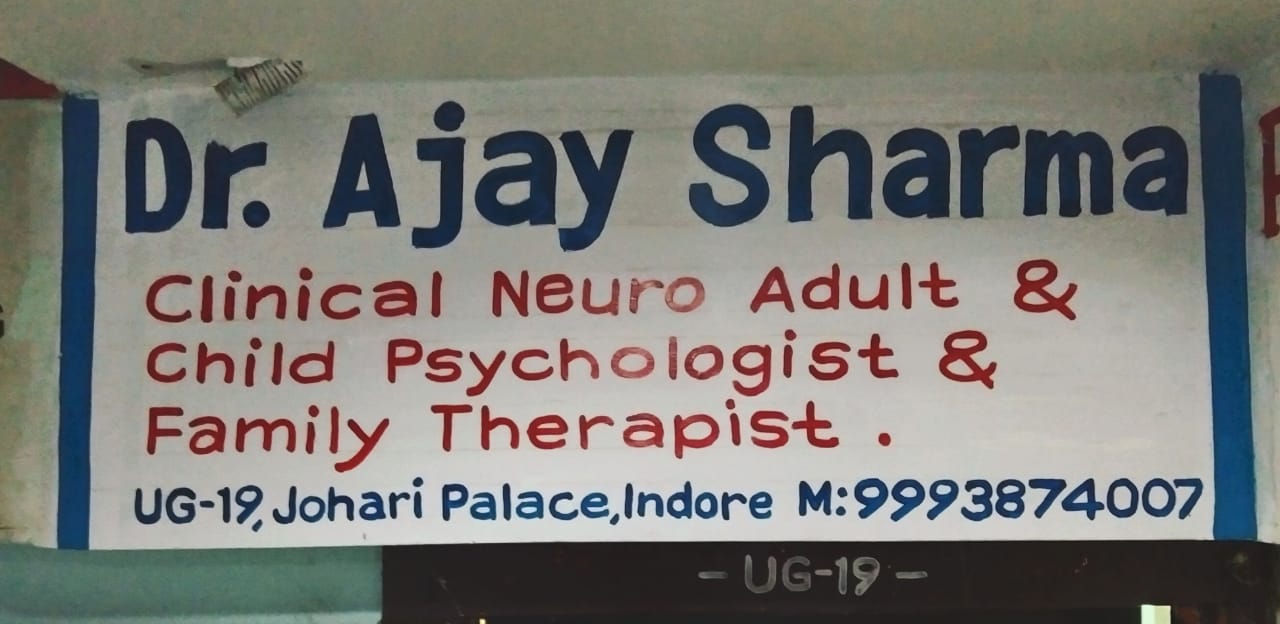 Dr. Ajay Sharma
Clinical Neuro Adult &
Child Psychologist &
Family Therapist .
UG-19, Johari Palace, Indore M:9993874007
- UG-19 -